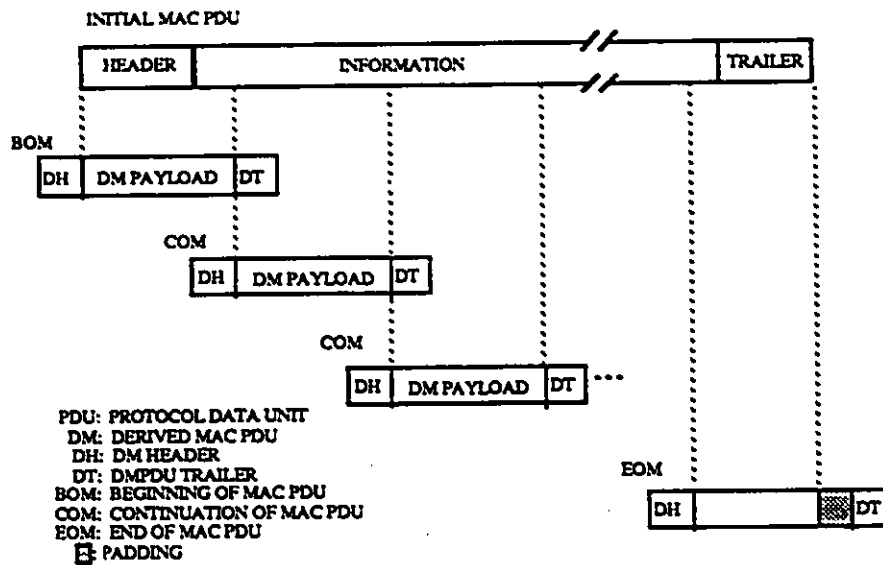 INITIAL MAC PDU
HEADER INFORMATION TRAILER
BOM
DH DM PAYLOAD DT
COM
DH DM PAYLOAD DT
COM
DH DM PAYLOAD DT ...
PDU: PROTOCOL DATA UNIT
DM: DERIVED MAC PDU
DH: DM HEADER
DT: DMPDU TRAILER
BOM: BEGINNING OF MAC PDU
COM: CONTINUATION OF MAC PDU
EOM: END OF MAC PDU
: PADDING
EOM
DH DT